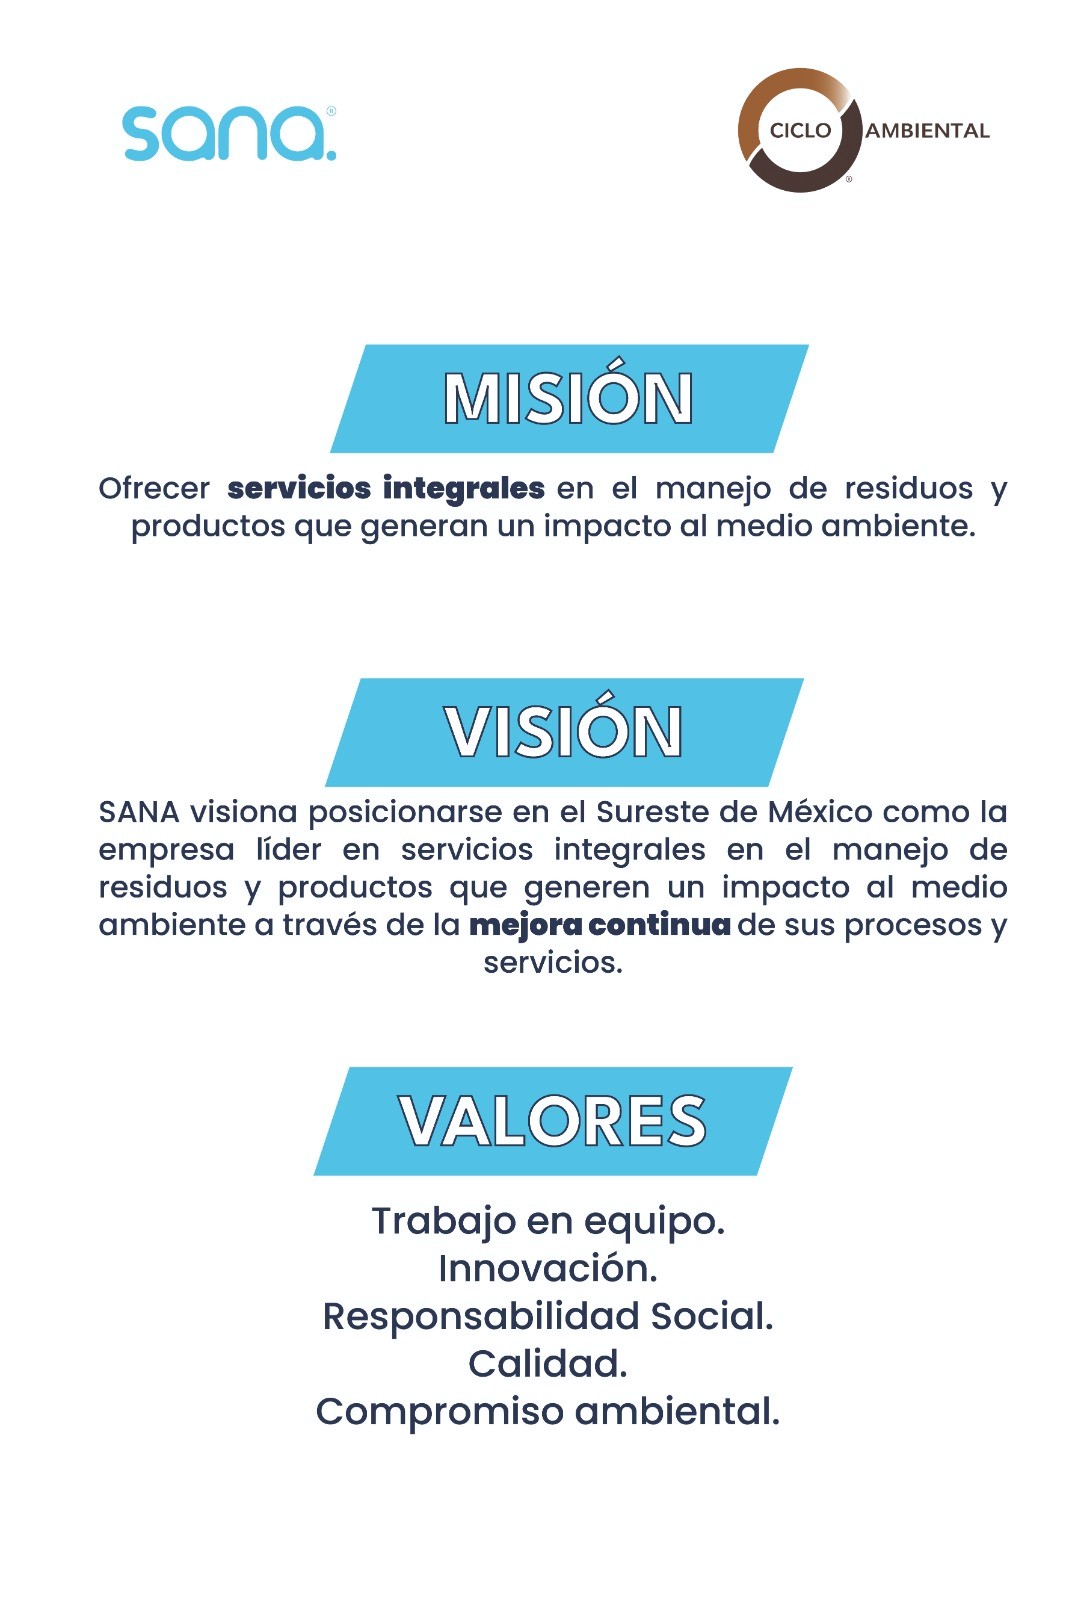 sana.®
CICLO AMBIENTAL ®
MISIÓN
Ofrecer servicios integrales en el manejo de residuos y
productos que generan un impacto al medio ambiente.
VISIÓN
SANA visiona posicionarse en el Sureste de México como la
empresa líder en servicios integrales en el manejo de
residuos y productos que generen un impacto al medio
ambiente a través de la mejora continua de sus procesos y
servicios.
VALORES
Trabajo en equipo.
Innovación.
Responsabilidad Social.
Calidad.
Compromiso ambiental.